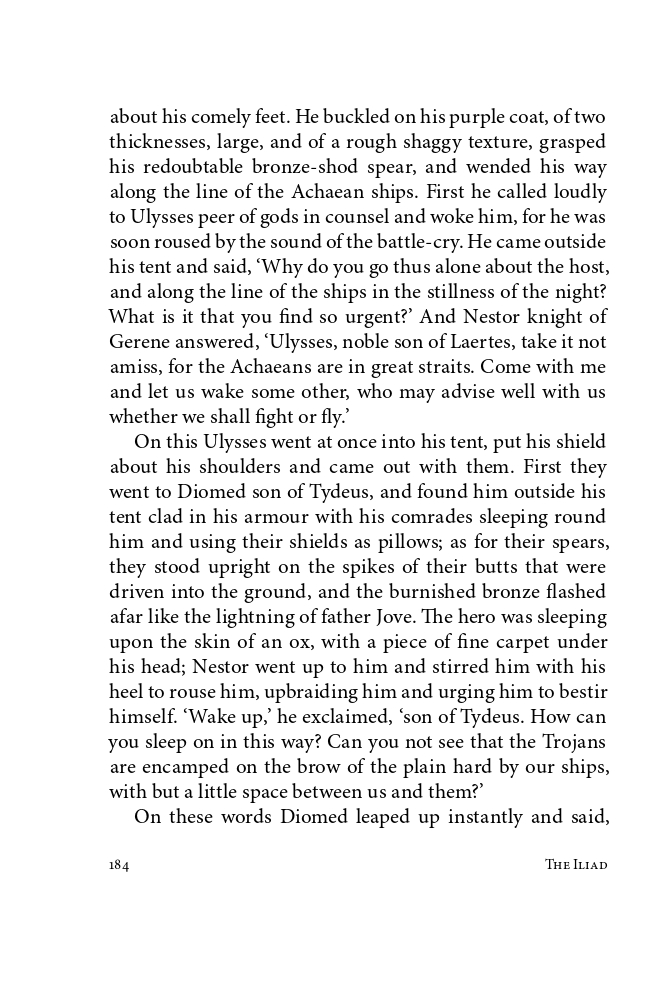 about his comely feet. He buckled on his purple coat, of two
thicknesses, large, and of a rough shaggy texture, grasped
his redoubtable bronze-shod spear, and wended his way
along the line of the Achaean ships. First he called loudly
to Ulysses peer of gods in counsel and woke him, for he was
soon roused by the sound of the battle-cry. He came outside
his tent and said, ‘Why do you go thus alone about the host,
and along the line of the ships in the stillness of the night?
What is it that you find so urgent?’ And Nestor knight of
Gerene answered, ‘Ulysses, noble son of Laertes, take it not
amiss, for the Achaeans are in great straits. Come with me
and let us wake some other, who may advise well with us
whether we shall fight or fly.’
On this Ulysses went at once into his tent, put his shield
about his shoulders and came out with them. First they
went to Diomed son of Tydeus, and found him outside his
tent clad in his armour with his comrades sleeping round
him and using their shields as pillows; as for their spears,
they stood upright on the spikes of their butts that were
driven into the ground, and the burnished bronze flashed
afar like the lightning of father Jove. The hero was sleeping
upon the skin of an ox, with a piece of fine carpet under
his head; Nestor went up to him and stirred him with his
heel to rouse him, upbraiding him and urging him to bestir
himself. ‘Wake up,’ he exclaimed, ‘son of Tydeus. How can
you sleep on in this way? Can you not see that the Trojans
are encamped on the brow of the plain hard by our ships,
with but a little space between us and them?’
On these words Diomed leaped up instantly and said,
184 The Iliad